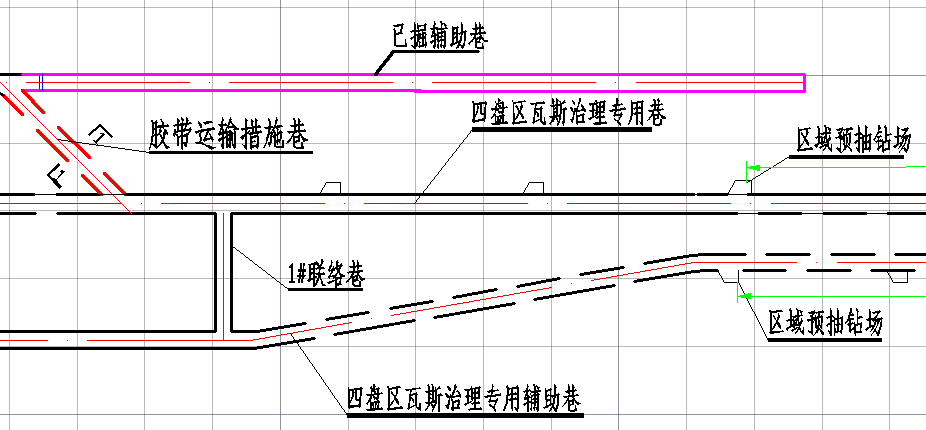 已掘辅助巷
四盘区瓦斯治理专用巷
胶带运输措施巷
区域预抽钻场
1#联络巷
区域预抽钻场
四盘区瓦斯治理专用辅助巷